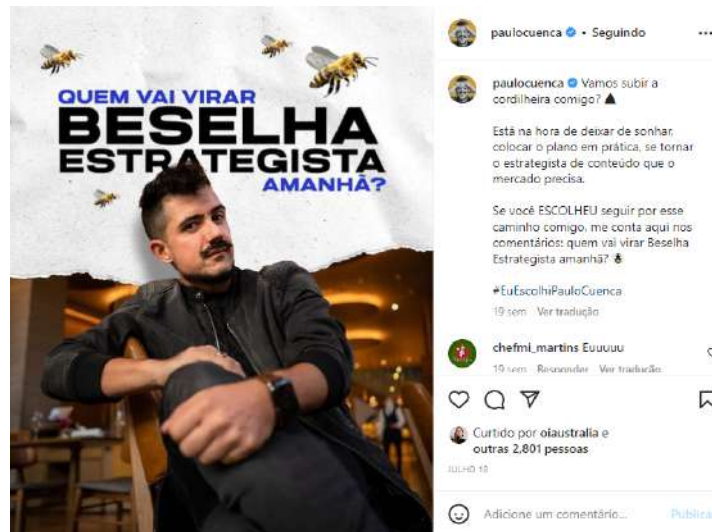 QUEM VAI VIRAR
BESELHA
ESTRATEGISTA
AMANHÃ?
paulocuenca • Seguindo
paulocuenca Vamos subir a
cordilheira comigo?
Está na hora de deixar de sonhar,
colocar o plano em prática, se tornar
o estrategista de conteúdo que o
mercado precisa.
Se você ESCOLHEU seguir por esse
caminho comigo, me conta aqui nos
comentários: quem vai virar Beselha
Estrategista amanhã?
#EuEscolhiPauloCuenca
19 sem Ver tradução
chefmi_martins Euuuuu
19 sem Responder Ver tradução
Curtido por oiaustralia e
outras 2,801 pessoas
JULHO 18
Adicione um comentário...
Publicar